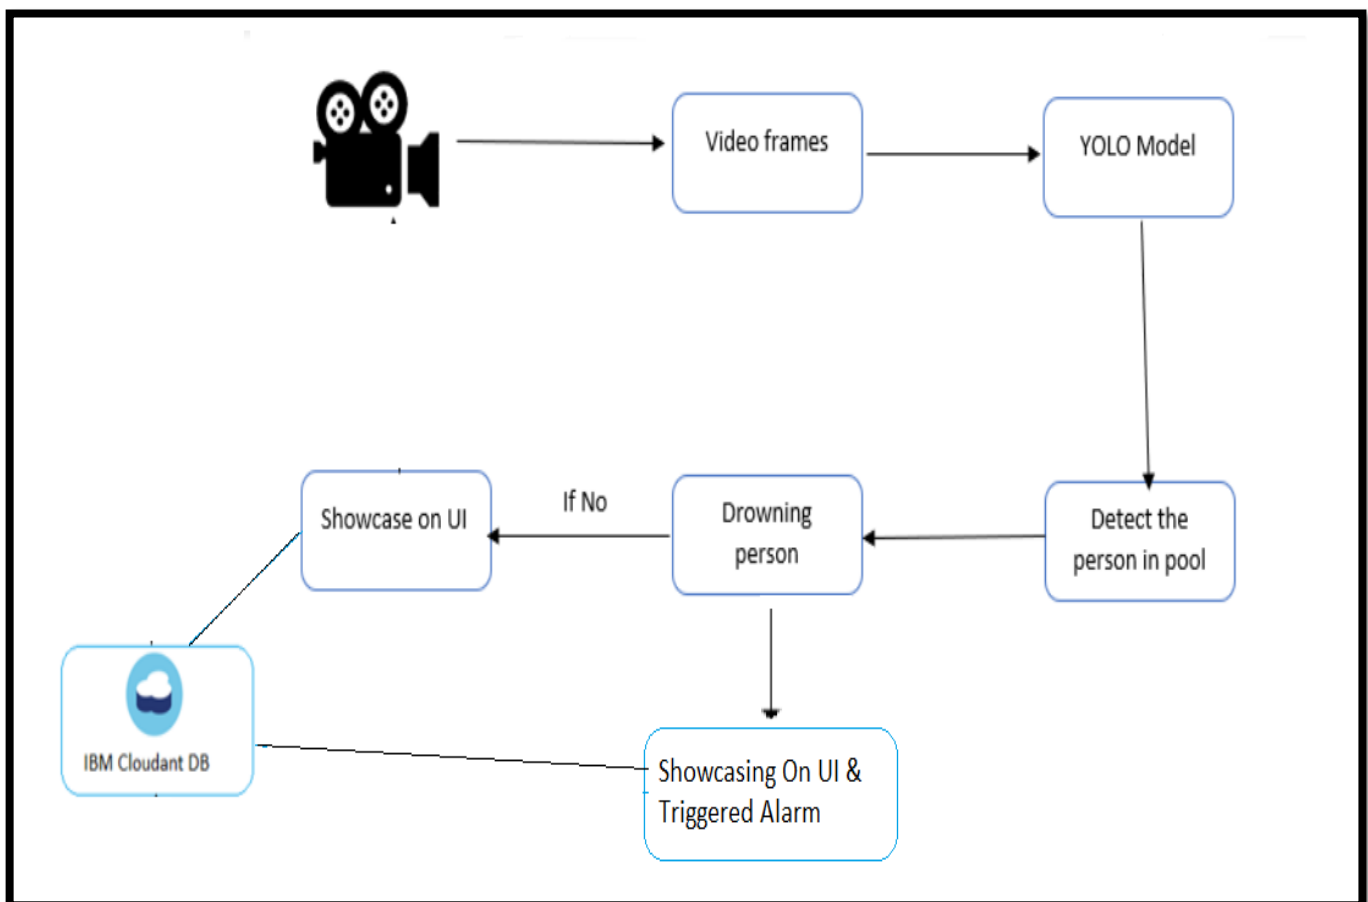 Video frames
YOLO Model
Showcase on UI
If No
Drowning
person
Detect the
person in pool
IBM Cloudant DB
Showcasing On UI &
Triggered Alarm